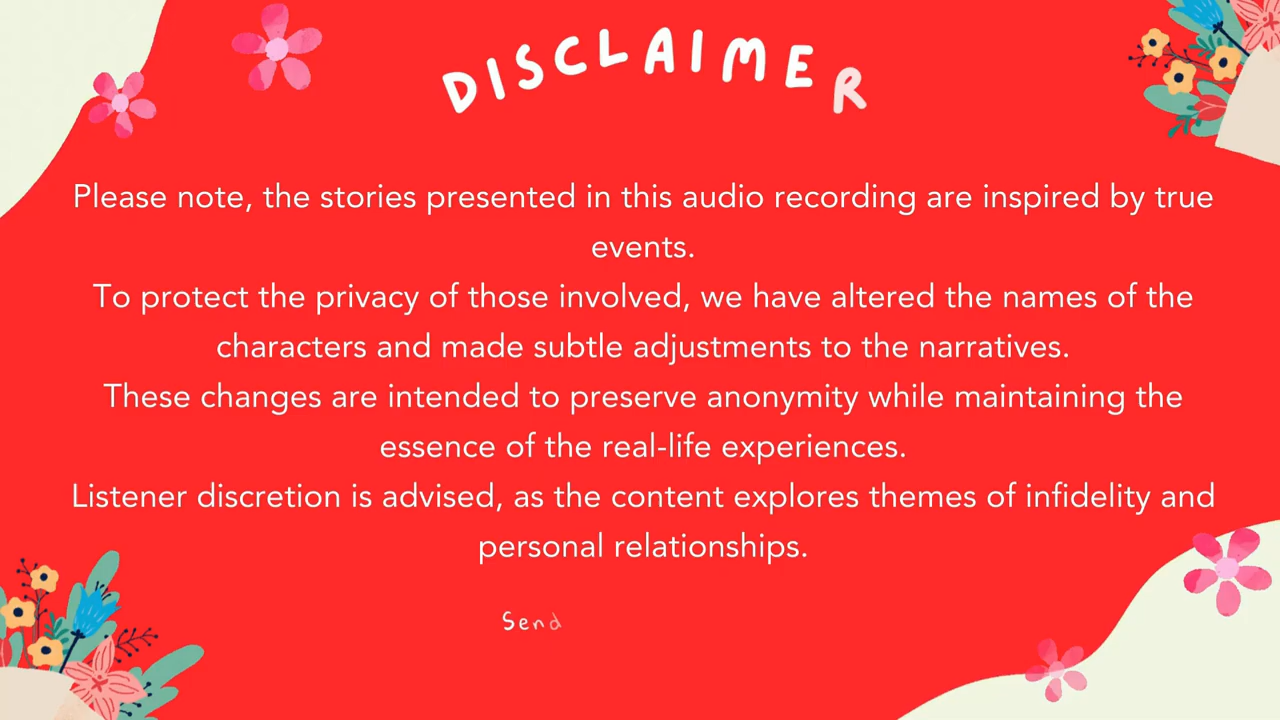 DISCLAIMER
Please note, the stories presented in this audio recording are inspired by true
events.
To protect the privacy of those involved, we have altered the names of the
characters and made subtle adjustments to the narratives.
These changes are intended to preserve anonymity while maintaining the
essence of the real-life experiences.
Listener discretion is advised, as the content explores themes of infidelity and
personal relationships.
Send